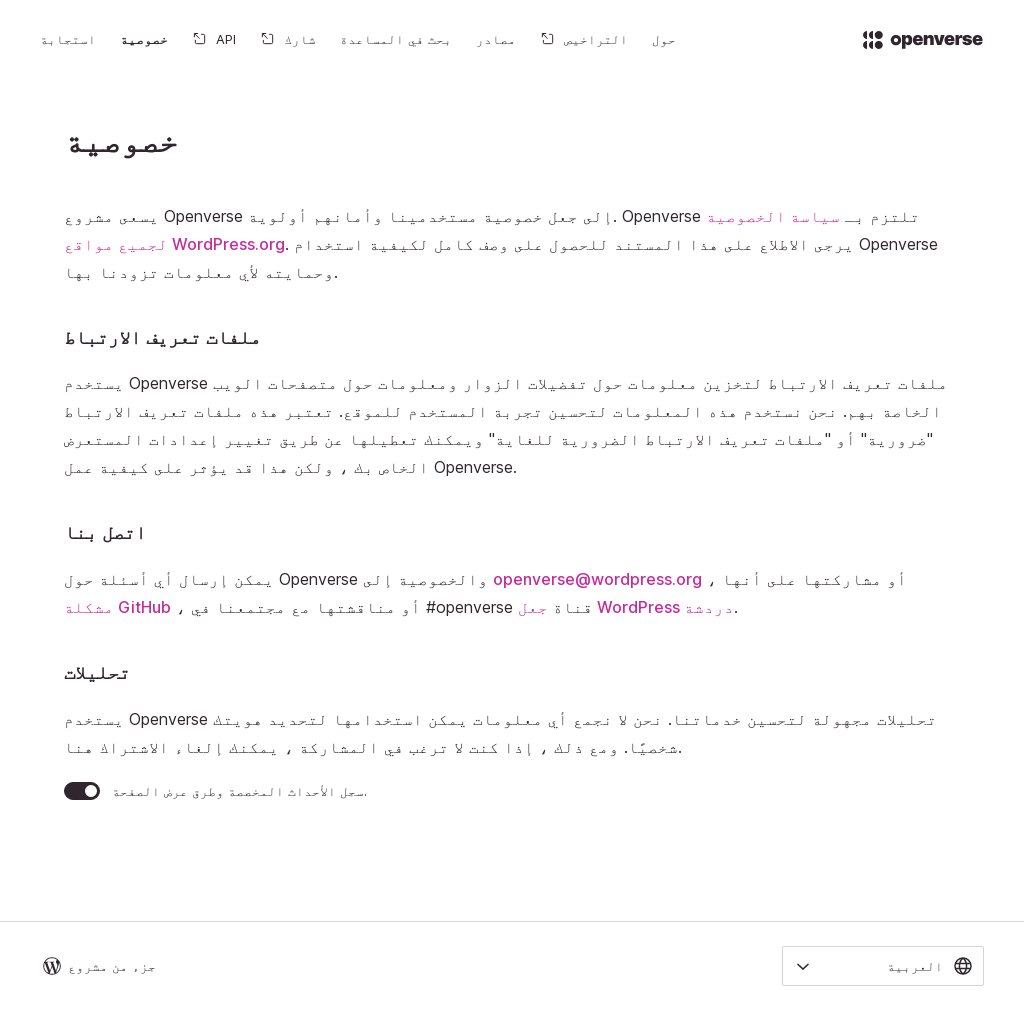 openverse حول التراخيص مصادر بحث في المساعدة شارك API خصوصية استجابة
خصوصية
يسعى مشروع Openverse إلى جعل خصوصية مستخدمينا وأمانهم أولوية. Openverse تلتزم بـ سياسة الخصوصية
لجميع مواقع WordPress.org. يرجى الاطلاع على هذا المستند للحصول على وصف كامل لكيفية استخدام Openverse
وحمايته لأي معلومات تزودنا بها.
ملفات تعريف الارتباط
يستخدم Openverse ملفات تعريف الارتباط لتخزين معلومات حول تفضيلات الزوار ومعلومات حول متصفحات الويب
الخاصة بهم. نحن نستخدم هذه المعلومات لتحسين تجربة المستخدم للموقع. تعتبر هذه ملفات تعريف الارتباط
"ضرورية" أو "ملفات تعريف الارتباط الضرورية للغاية" ويمكنك تعطيلها عن طريق تغيير إعدادات المستعرض
الخاص بك ، ولكن هذا قد يؤثر على كيفية عمل Openverse.
اتصل بنا
يمكن إرسال أي أسئلة حول Openverse والخصوصية إلى openverse@wordpress.org ، أو مشاركتها على أنها
مشكلة GitHub ، أو مناقشتها مع مجتمعنا في #openverse قناة جعل WordPress دردشة.
تحليلات
يستخدم Openverse تحليلات مجهولة لتحسين خدماتنا. نحن لا نجمع أي معلومات يمكن استخدامها لتحديد هويتك
شخصيًا. ومع ذلك ، إذا كنت لا ترغب في المشاركة ، يمكنك إلغاء الاشتراك هنا.
سجل الأحداث المخصصة وطرق عرض الصفحة.
العربية
جزء من مشروع